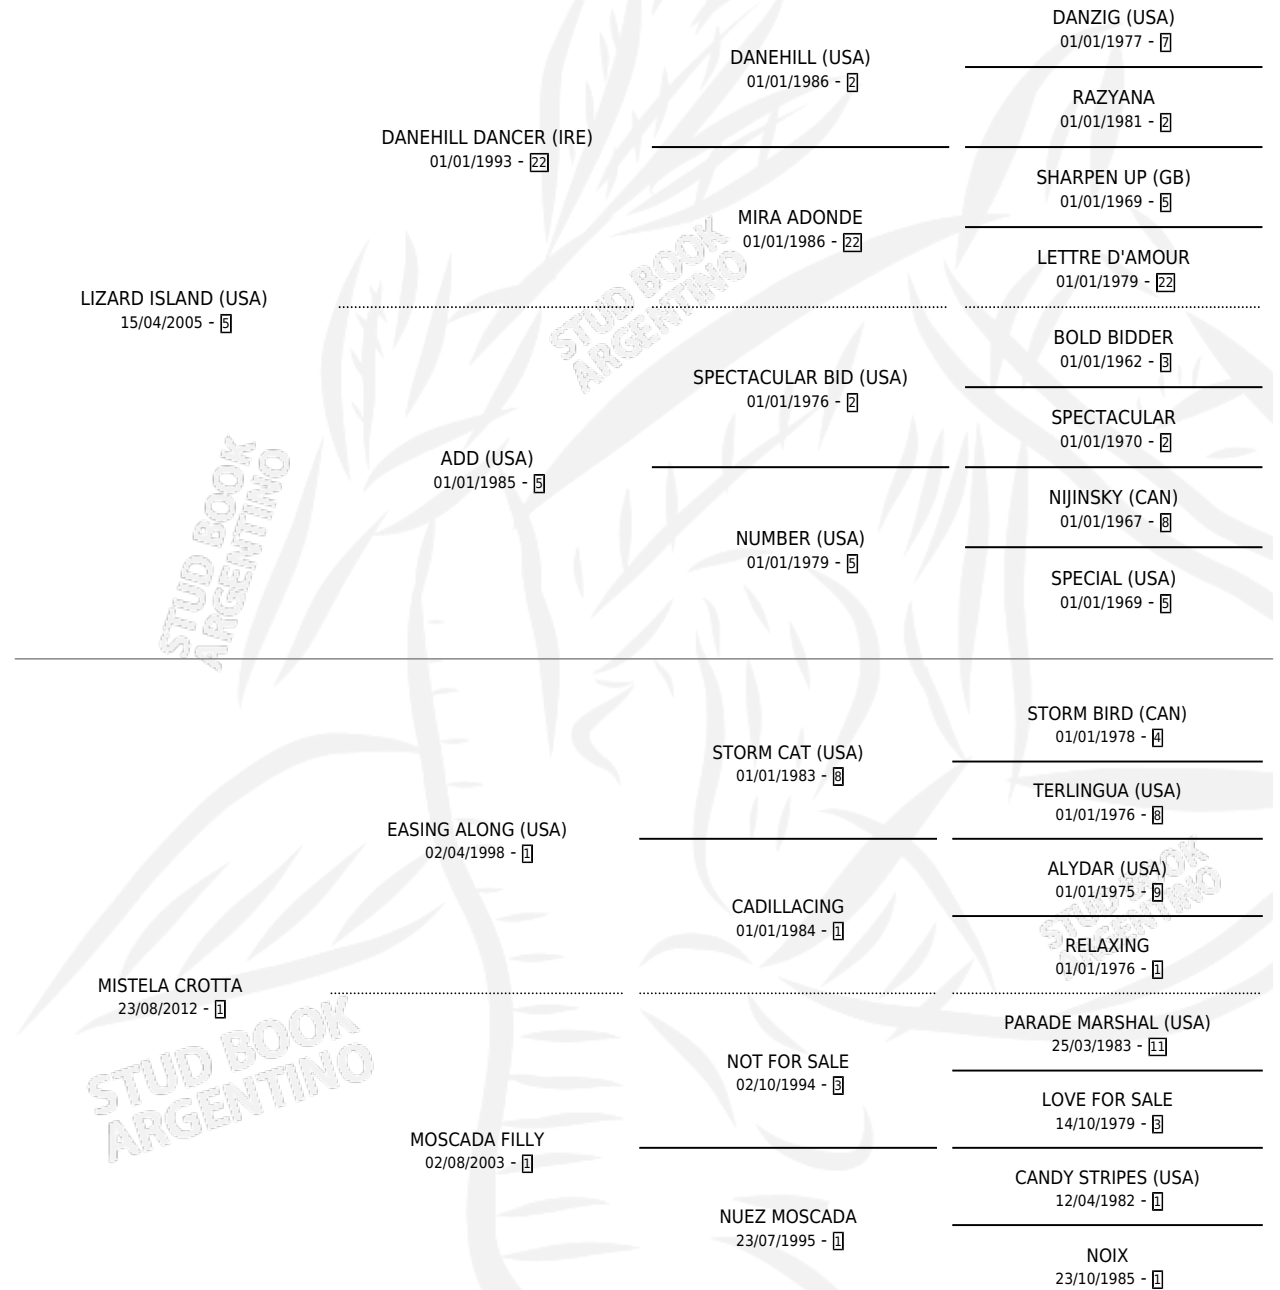 DANZIG (USA)
01/01/1977 - 7
DANEHILL (USA)
01/01/1986 - 2
RAZYANA
01/01/1981 - 2
DANEHILL DANCER (IRE)
01/01/1993 - 22
SHARPEN UP (GB)
01/01/1969 - 5
MIRA ADONDE
01/01/1986 - 22
LETTRE D'AMOUR
01/01/1979 - 22
LIZARD ISLAND (USA)
15/04/2005 - 5
BOLD BIDDER
01/01/1962 - 3
SPECTACULAR BID (USA)
01/01/1976 - 2
SPECTACULAR
01/01/1970 - 2
ADD (USA)
01/01/1985 - 5
NIJINSKY (CAN)
01/01/1967 - 8
NUMBER (USA)
01/01/1979 - 5
SPECIAL (USA)
01/01/1969 - 5
STORM BIRD (CAN)
01/01/1978 - 4
STORM CAT (USA)
01/01/1983 - 8
TERLINGUA (USA)
01/01/1976 - 8
EASING ALONG (USA)
02/04/1998 - 1
ALYDAR (USA)
01/01/1975 - 9
CADILLACING
01/01/1984 - 1
RELAXING
01/01/1976 - 1
MISTELA CROTTA
23/08/2012 - 1
PARADE MARSHAL (USA)
25/03/1983 - 11
NOT FOR SALE
02/10/1994 - 3
LOVE FOR SALE
14/10/1979 - 3
MOSCADA FILLY
02/08/2003 - 1
CANDY STRIPES (USA)
12/04/1982 - 1
NUEZ MOSCADA
23/07/1995 - 1
NOIX
23/10/1985 - 1
STUD BOOK
ARGENTINO
STUD BOOK
ARGENTINO
STUD BOOK
ARGENTINO
STUD BOOK
ARGENTINO